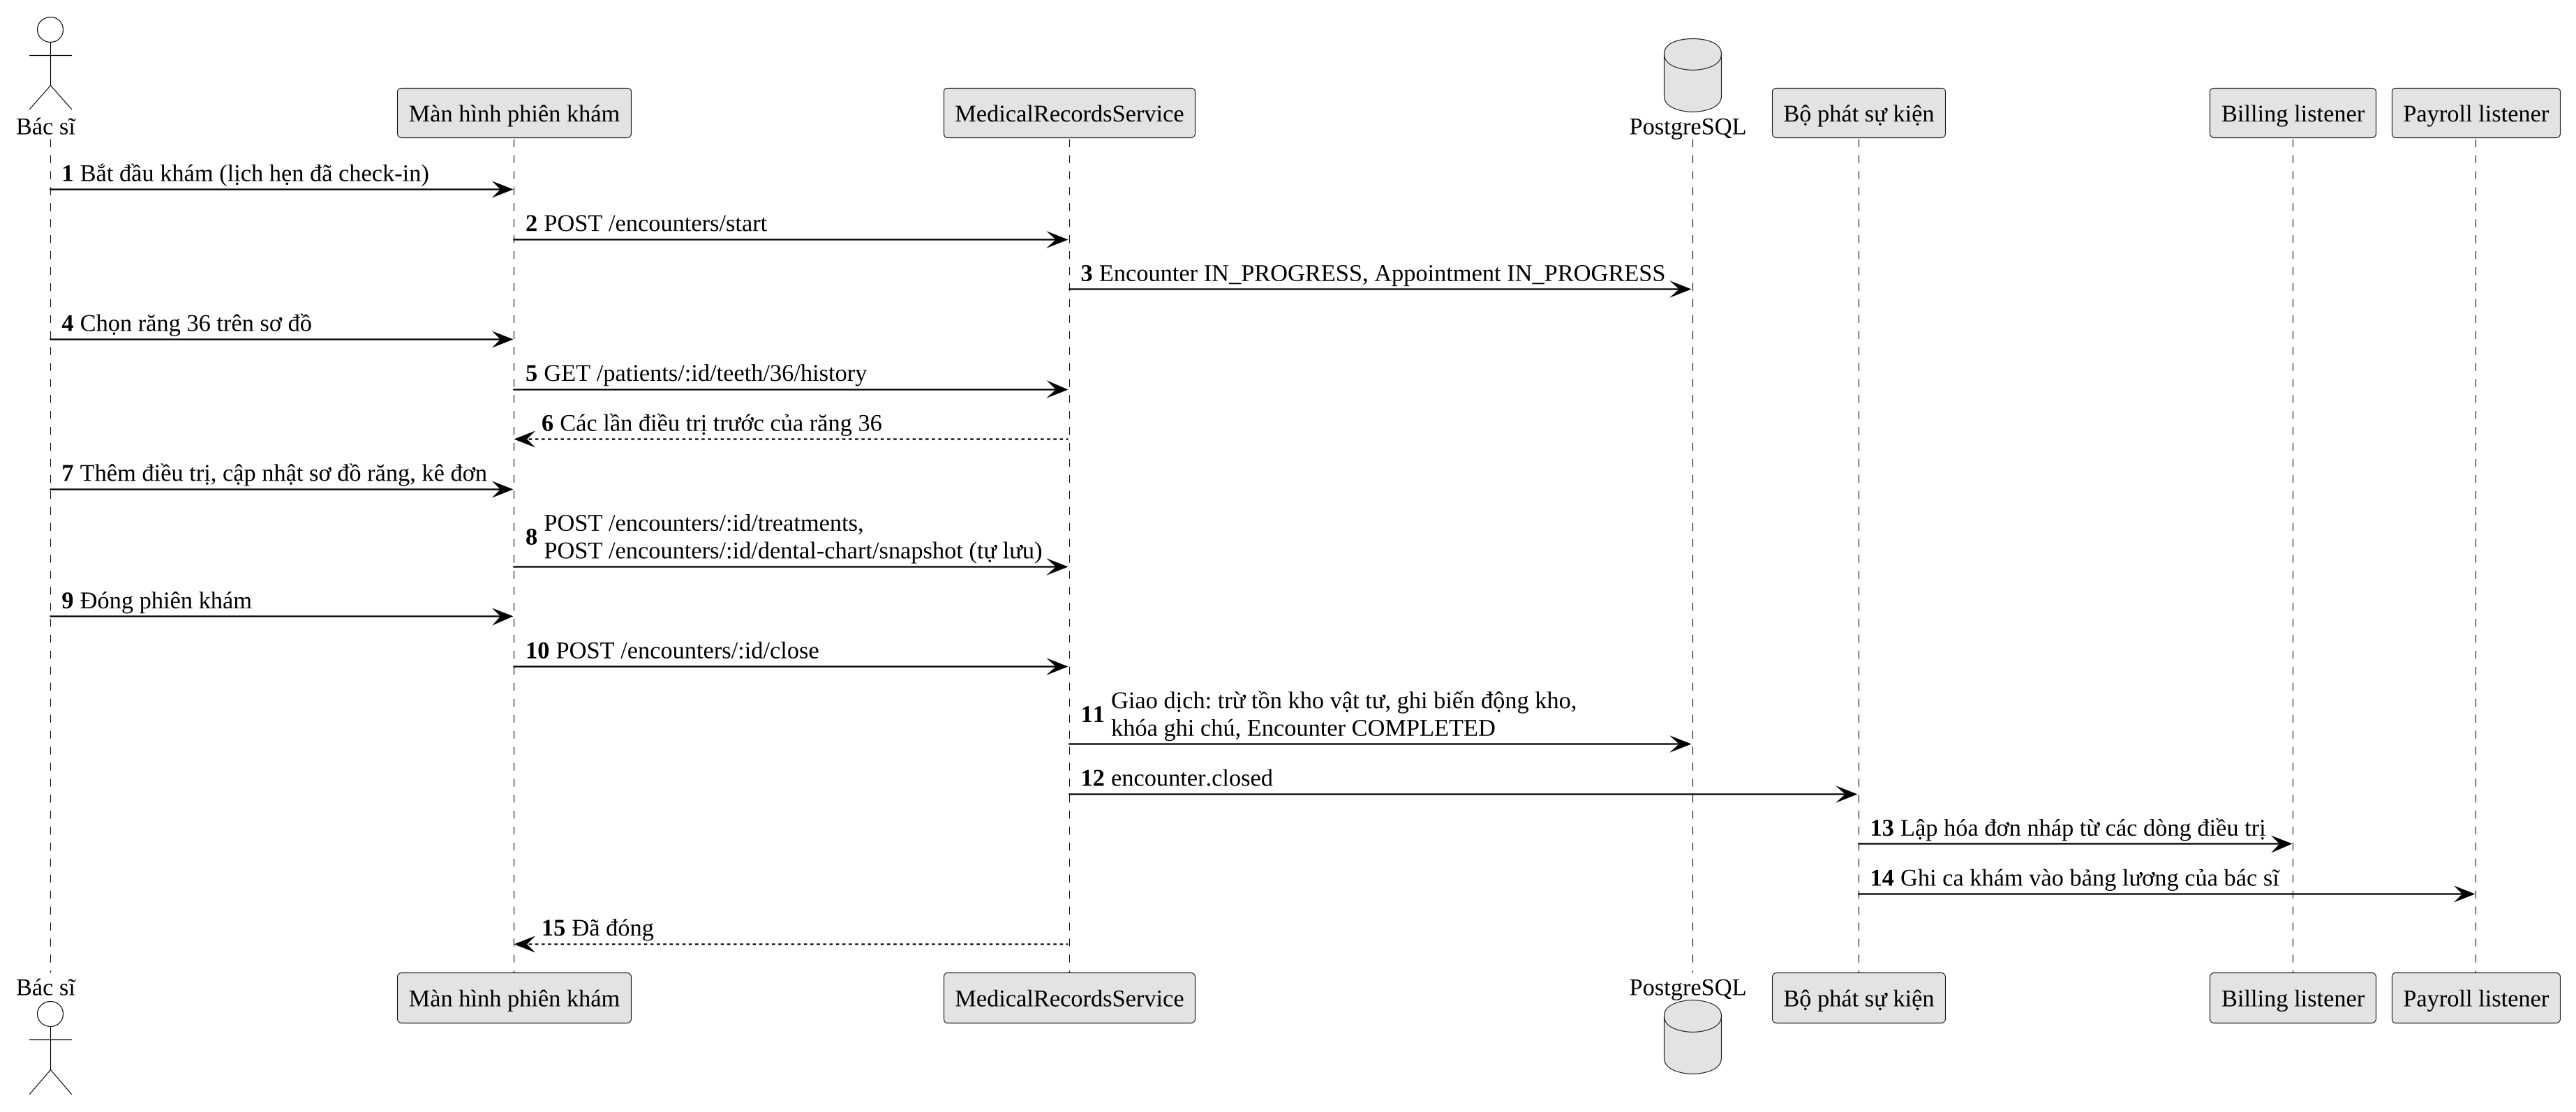 Bác sĩ
Màn hình phiên khám
MedicalRecordsService
PostgreSQL
Bộ phát sự kiện
Billing listener
Payroll listener
1 Bắt đầu khám (lịch hẹn đã check-in)
2 POST /encounters/start
3 Encounter IN_PROGRESS, Appointment IN_PROGRESS
4 Chọn răng 36 trên sơ đồ
5 GET /patients/:id/teeth/36/history
6 Các lần điều trị trước của răng 36
7 Thêm điều trị, cập nhật sơ đồ răng, kê đơn
8 POST /encounters/:id/treatments,
POST /encounters/:id/dental-chart/snapshot (tự lưu)
9 Đóng phiên khám
10 POST /encounters/:id/close
11 Giao dịch: trừ tồn kho vật tư, ghi biến động kho,
khóa ghi chú, Encounter COMPLETED
12 encounter.closed
13 Lập hóa đơn nháp từ các dòng điều trị
14 Ghi ca khám vào bảng lương của bác sĩ
15 Đã đóng
Bác sĩ
Màn hình phiên khám
MedicalRecordsService
PostgreSQL
Bộ phát sự kiện
Billing listener
Payroll listener